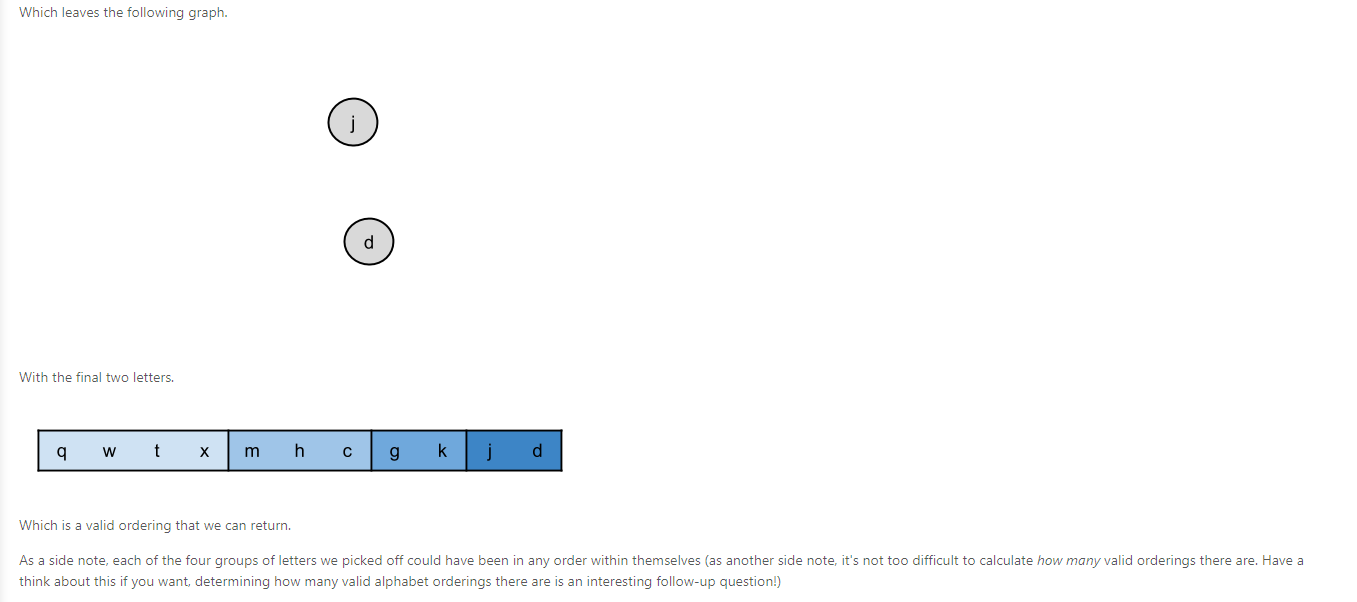 Which leaves the following graph.
j
d
With the final two letters.
q w t x m h c g k j d
Which is a valid ordering that we can return.
As a side note, each of the four groups of letters we picked off could have been in any order within themselves (as another side note, it's not too difficult to calculate how many valid orderings there are. Have a
think about this if you want, determining how many valid alphabet orderings there are is an interesting follow-up question!)